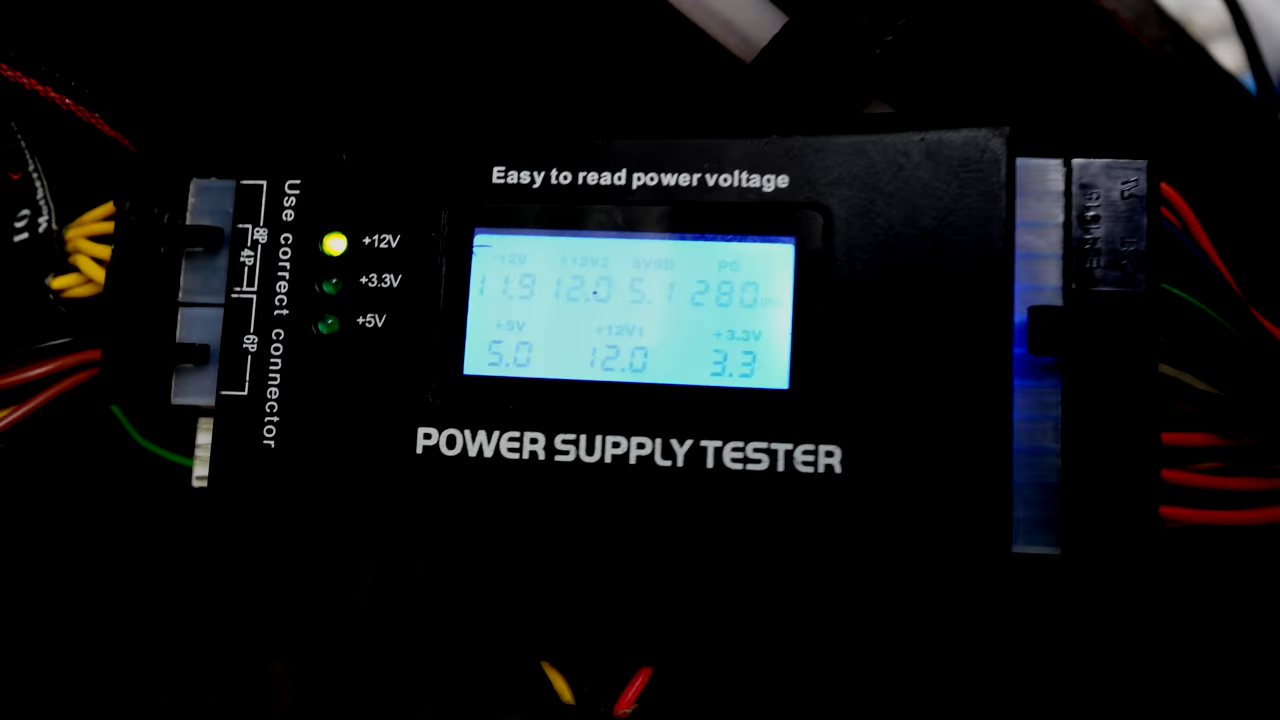 Easy to read power voltage
Use correct connector
8P
4P
6P
+12V
+3.3V
+5V
-12V +12V2 5VSB PG
11.9 12.0 5.1 280
+5V +12V1 +3.3V
5.0 12.0 3.3
POWER SUPPLY TESTER